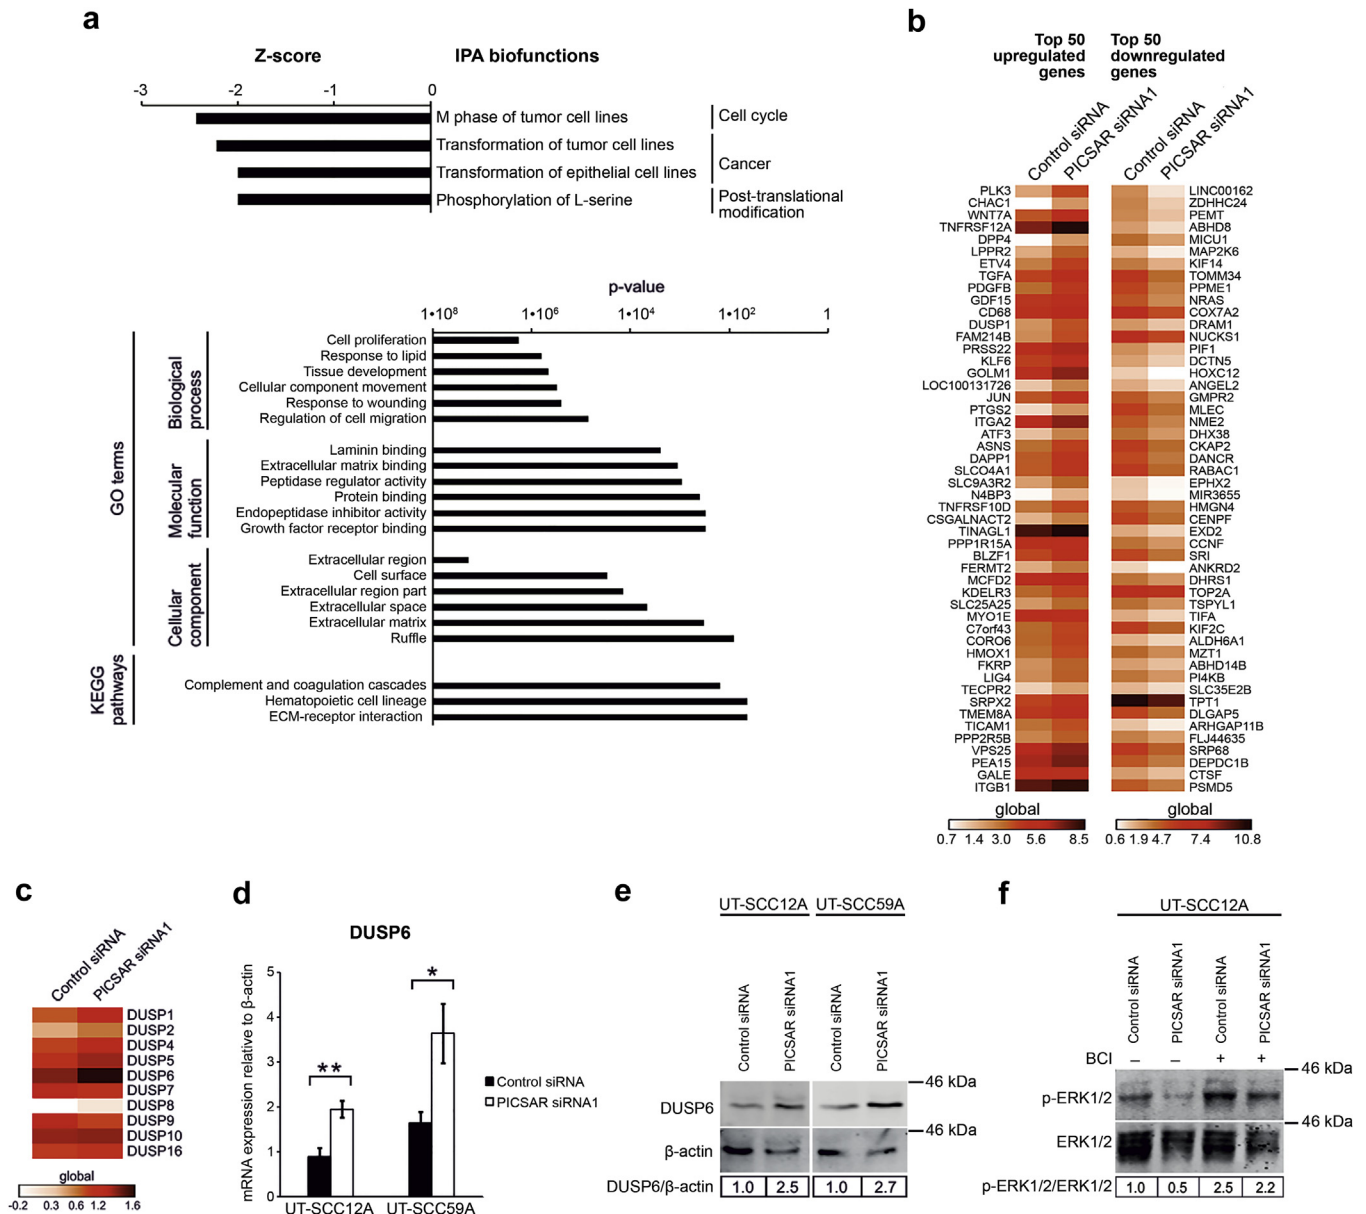 a
Z-score
IPA biofunctions
-3
-2
-1
0
M phase of tumor cell lines
Transformation of tumor cell lines
Transformation of epithelial cell lines
Phosphorylation of L-serine
Cell cycle
Cancer
Post-translational
modification
p-value
1•10⁸
1•10⁶
1•10⁴
1•10²
1
GO terms
Biological
process
Cell proliferation
Response to lipid
Tissue development
Cellular component movement
Response to wounding
Regulation of cell migration
Molecular
function
Laminin binding
Extracellular matrix binding
Peptidase regulator activity
Protein binding
Endopeptidase inhibitor activity
Growth factor receptor binding
Cellular
component
Extracellular region
Cell surface
Extracellular region part
Extracellular space
Extracellular matrix
Ruffle
KEGG
pathways
Complement and coagulation cascades
Hematopoietic cell lineage
ECM-receptor interaction
b
Top 50
upregulated
genes
Top 50
downregulated
genes
Control siRNA
PICSAR siRNA1
Control siRNA
PICSAR siRNA1
PLK3
CHAC1
WNT7A
TNFRSF12A
DPP4
LPPR2
ETV4
TGFA
PDGFB
GDF15
CD68
DUSP1
FAM214B
PRSS22
KLF6
GOLM1
LOC100131726
JUN
PTGS2
ITGA2
ATF3
ASNS
DAPP1
SLCO4A1
SLC9A3R2
N4BP3
TNFRSF10D
CSGALNACT2
TINAGL1
PPP1R15A
BLZF1
FERMT2
MCFD2
KDELR3
SLC25A25
MYO1E
C7orf43
CORO6
HMOX1
FKRP
LIG4
TECPR2
SRPX2
TMEM8A
TICAM1
PPP2R5B
VPS25
PEA15
GALE
ITGB1
LINC00162
ZDHHC24
PEMT
ABHD8
MICU1
MAP2K6
KIF14
TOMM34
PPME1
NRAS
COX7A2
DRAM1
NUCKS1
PIF1
DCTN5
HOXC12
ANGEL2
GMPR2
MLEC
NME2
DHX38
CKAP2
DANCR
RABAC1
EPHX2
MIR3655
HMGN4
CENPF
EXD2
CCNF
SRI
ANKRD2
DHRS1
TOP2A
TSPYL1
TIFA
KIF2C
ALDH6A1
MZT1
ABHD14B
PI4KB
SLC35E2B
TPT1
DLGAP5
ARHGAP11B
FLJ44635
SRP68
DEPDC1B
CTSF
PSMD5
global
0.7 1.4 3.0 5.6 8.5
global
0.6 1.9 4.7 7.4 10.8
c
Control siRNA
PICSAR siRNA1
DUSP1
DUSP2
DUSP4
DUSP5
DUSP6
DUSP7
DUSP8
DUSP9
DUSP10
DUSP16
global
-0.2 0.3 0.6 1.2 1.6
d
DUSP6
mRNA expression relative to β-actin
5
4
3
2
1
0
**
*
UT-SCC12A
UT-SCC59A
Control siRNA
PICSAR siRNA1
e
UT-SCC12A UT-SCC59A
Control siRNA
PICSAR siRNA1
Control siRNA
PICSAR siRNA1
46 kDa
DUSP6
46 kDa
β-actin
DUSP6/β-actin 1.0 2.5 1.0 2.7
f
UT-SCC12A
Control siRNA
PICSAR siRNA1
Control siRNA
PICSAR siRNA1
BCI – – + +
46 kDa
p-ERK1/2
46 kDa
ERK1/2
p-ERK1/2/ERK1/2 1.0 0.5 2.5 2.2